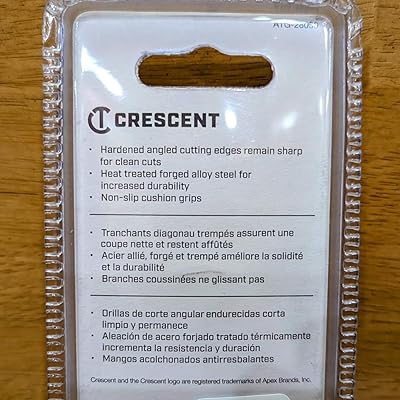 CRESCENT
• Hardened angled cutting edges remain sharp
for clean cuts
• Heat treated forged alloy steel for
increased durability
• Non-slip cushion grips
• Tranchants diagonau trempés assurent une
coupe nette et restent affûtés
• Acier allié, forgé et trempé améliore la solidité
et la durabilité
• Branches coussinées ne glissant pas
• Orillas de corte angular endurecidas corta
limpio y permanece
• Aleación de acero forjado tratado térmicamente
incrementa la resistencia y duración
• Mangos acolchonados antirresbalantes
Crescent and the Crescent logo are registered trademarks of Apex Brands, Inc.